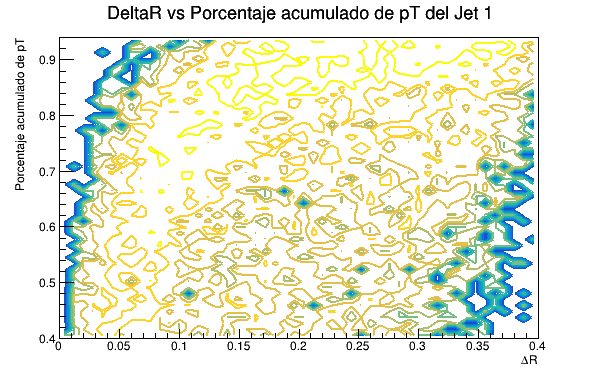 DeltaR vs Porcentaje acumulado de pT del Jet 1
Porcentaje acumulado de pT
0.9
0.8
0.7
0.6
0.5
0.4
0 0.05 0.1 0.15 0.2 0.25 0.3 0.35 0.4
ΔR